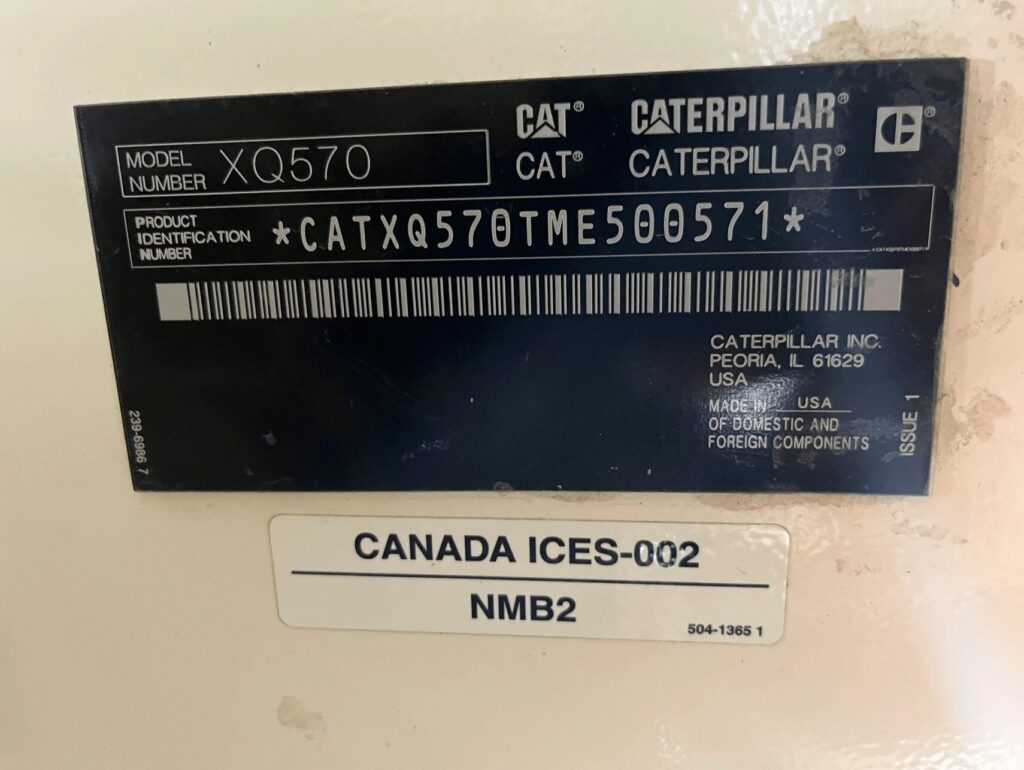 CAT® CATERPILLAR® C®
MODEL NUMBER XQ570
CAT® CATERPILLAR®
PRODUCT
IDENTIFICATION
NUMBER
*CATXQ570TME500571*
CATERPILLAR INC.
PEORIA, IL 61629
USA
MADE IN USA
OF DOMESTIC AND
FOREIGN COMPONENTS
239-6986 7
ISSUE 1
CANADA ICES-002
NMB2
504-1365 1